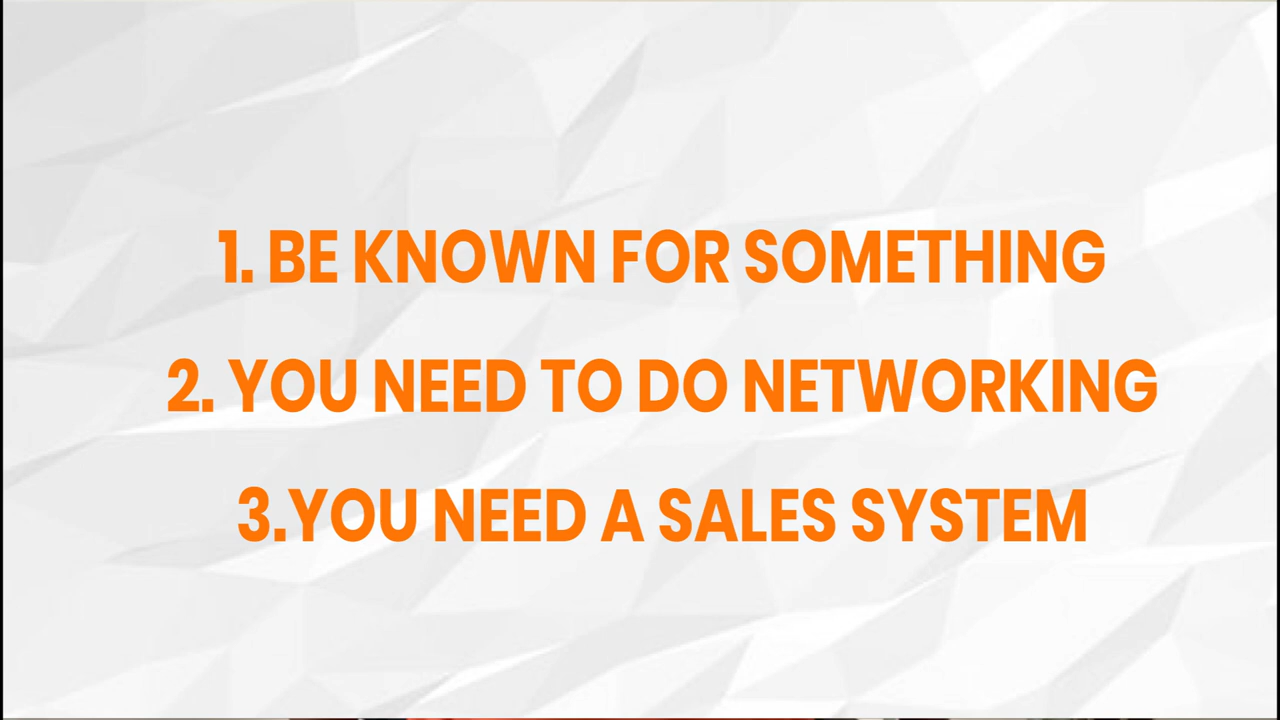 1. BE KNOWN FOR SOMETHING
2. YOU NEED TO DO NETWORKING
3.YOU NEED A SALES SYSTEM